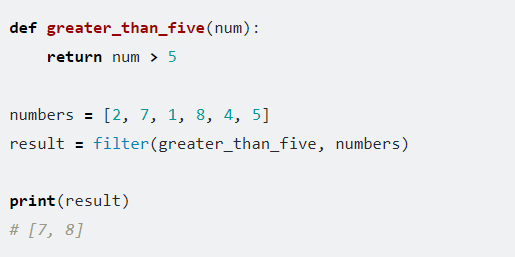 def greater_than_five(num):
    return num > 5

numbers = [2, 7, 1, 8, 4, 5]
result = filter(greater_than_five, numbers)

print(result)
# [7, 8]